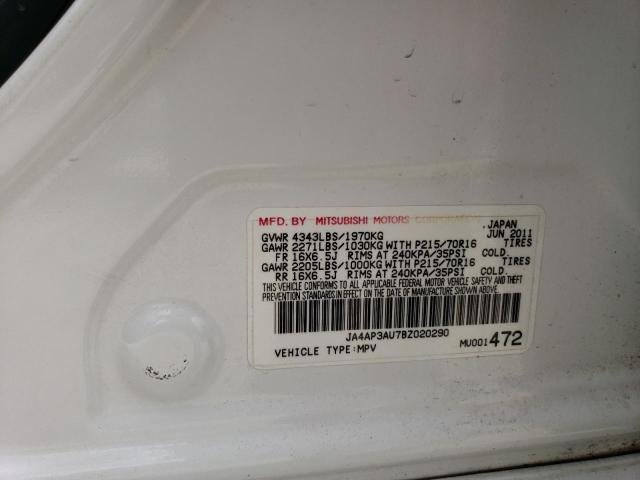 MFD. BY MITSUBISHI MOTORS CORPORATION JAPAN
GVWR 4343LBS/1970KG JUN 2011
GAWR 2271LBS/1030KG WITH P215/70R16 TIRES
FR 16X6.5J RIMS AT 240KPA/35PSI
GAWR 2205LBS/1000KG WITH P215/70R16 TIRES
RR 16X6.5J RIMS AT 240KPA/35PSI
THIS VEHICLE CONFORMS TO ALL APPLICABLE FEDERAL MOTOR VEHICLE SAFETY AND
THEFT PREVENTION STANDARDS IN EFFECT ON THE DATE OF MANUFACTURE SHOWN ABOVE.
JA4AP3AU7BZ020290
VEHICLE TYPE:MPV MU001472